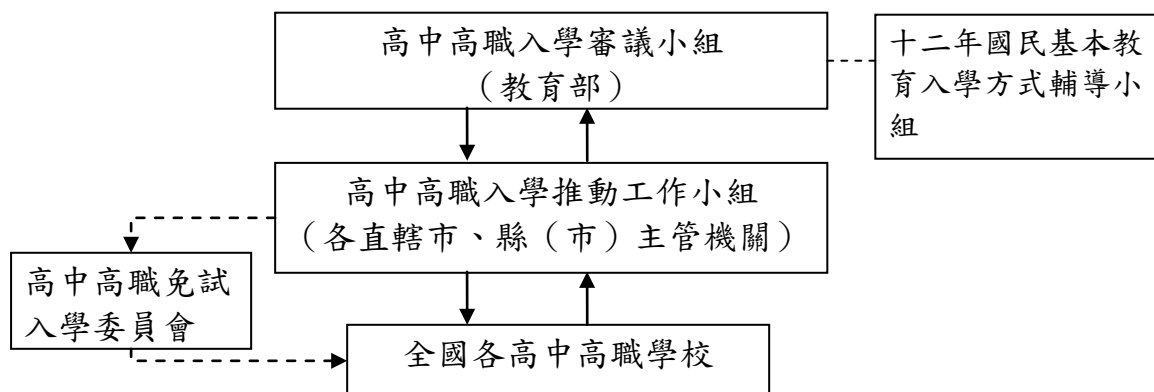 高中高職入學審議小組
（教育部）
十二年國民基本教
育入學方式輔導小
組
高中高職入學推動工作小組
（各直轄市、縣（市）主管機關）
高中高職免試
入學委員會
全國各高中高職學校